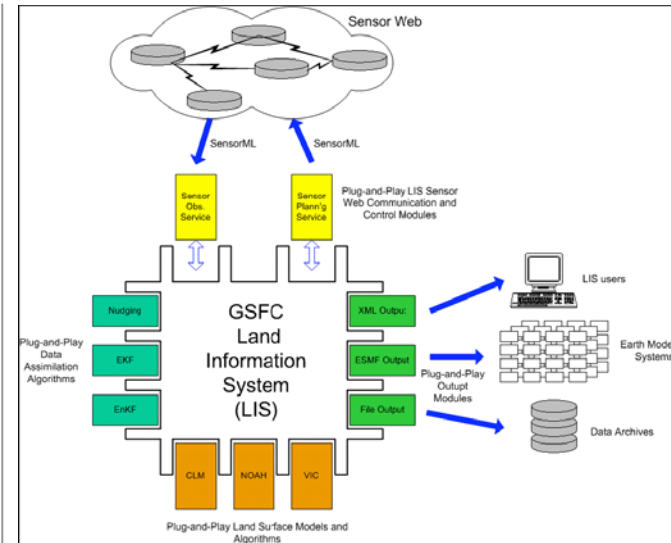 Sensor Web
SensorML
SensorML
Sensor
Obs.
Service
Sensor
Plann'g
Service
Plug-and-Play LIS Sensor
Web Communication and
Control Modules
GSFC
Land
Information
System
(LIS)
Nudging
EKF
EnKF
Plug-and-Play
Data
Assimilation
Algorithms
XML Output
ESMF Output
File Output
Plug-and-Play
Outupt
Modules
LIS users
Earth Model
Systems
Data Archives
CLM
NOAH
VIC
Plug-and-Play Land Surface Models and
Algorithms